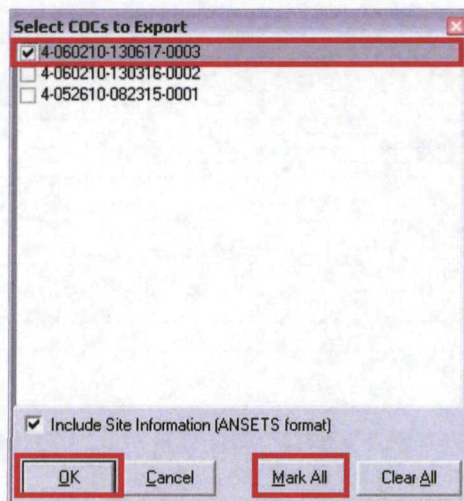 Select COCs to Export
4-060210-130617-0003
4-060210-130316-0002
4-052610-082315-0001
Include Site Information (ANSETS format)
OK Cancel Mark All Clear All